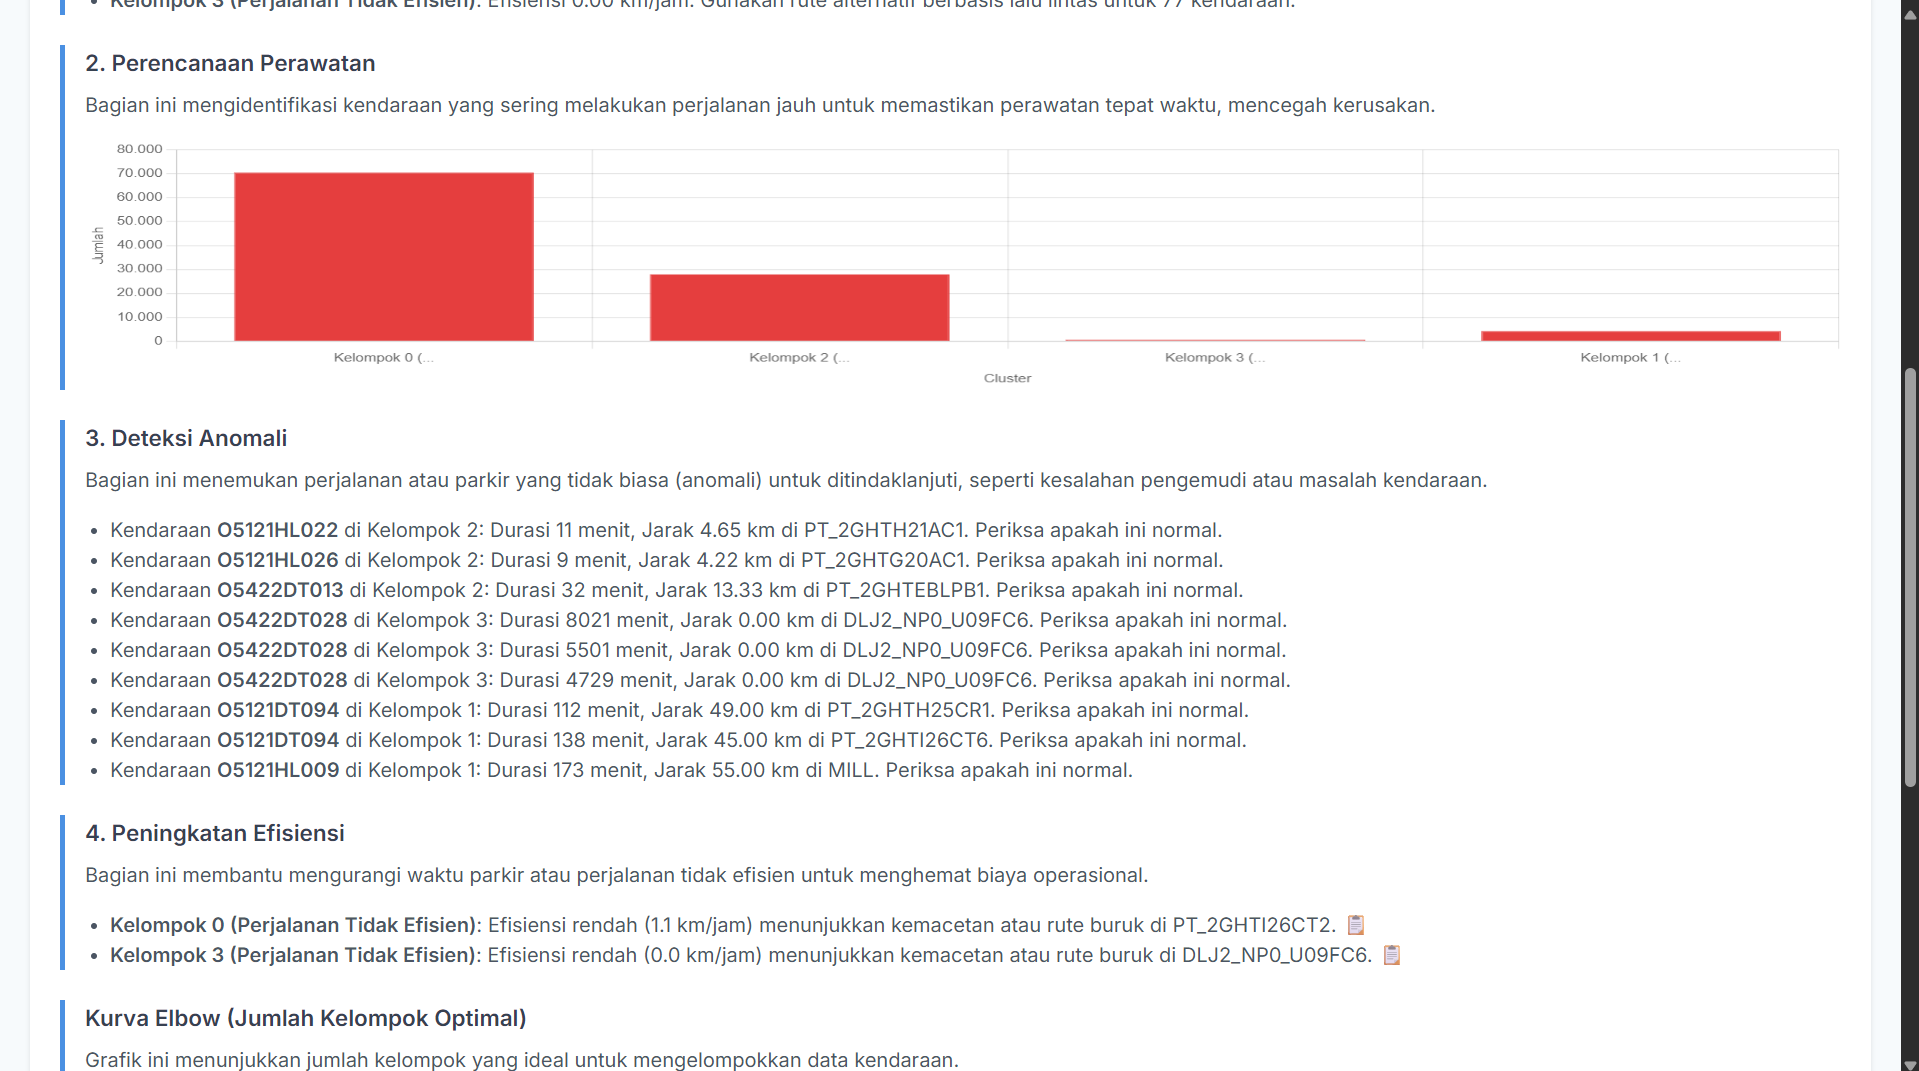 Kelompok 3 (Perjalanan Tidak Efisien): Efisiensi 0.00 km/jam. Gunakan rute alternatif berbasis lalu lintas untuk 77 kendaraan.
2. Perencanaan Perawatan
Bagian ini mengidentifikasi kendaraan yang sering melakukan perjalanan jauh untuk memastikan perawatan tepat waktu, mencegah kerusakan.
80.000
70.000
60.000
50.000
40.000
30.000
20.000
10.000
0
Jumlah
Kelompok 0 (...
Kelompok 2 (...
Kelompok 3 (...
Kelompok 1 (...
Cluster
3. Deteksi Anomali
Bagian ini menemukan perjalanan atau parkir yang tidak biasa (anomali) untuk ditindaklanjuti, seperti kesalahan pengemudi atau masalah kendaraan.
• Kendaraan O5121HL022 di Kelompok 2: Durasi 11 menit, Jarak 4.65 km di PT_2GHTH21AC1. Periksa apakah ini normal.
• Kendaraan O5121HL026 di Kelompok 2: Durasi 9 menit, Jarak 4.22 km di PT_2GHTG20AC1. Periksa apakah ini normal.
• Kendaraan O5422DT013 di Kelompok 2: Durasi 32 menit, Jarak 13.33 km di PT_2GHTEBLPB1. Periksa apakah ini normal.
• Kendaraan O5422DT028 di Kelompok 3: Durasi 8021 menit, Jarak 0.00 km di DLJ2_NP0_U09FC6. Periksa apakah ini normal.
• Kendaraan O5422DT028 di Kelompok 3: Durasi 5501 menit, Jarak 0.00 km di DLJ2_NP0_U09FC6. Periksa apakah ini normal.
• Kendaraan O5422DT028 di Kelompok 3: Durasi 4729 menit, Jarak 0.00 km di DLJ2_NP0_U09FC6. Periksa apakah ini normal.
• Kendaraan O5121DT094 di Kelompok 1: Durasi 112 menit, Jarak 49.00 km di PT_2GHTH25CR1. Periksa apakah ini normal.
• Kendaraan O5121DT094 di Kelompok 1: Durasi 138 menit, Jarak 45.00 km di PT_2GHTI26CT6. Periksa apakah ini normal.
• Kendaraan O5121HL009 di Kelompok 1: Durasi 173 menit, Jarak 55.00 km di MILL. Periksa apakah ini normal.
4. Peningkatan Efisiensi
Bagian ini membantu mengurangi waktu parkir atau perjalanan tidak efisien untuk menghemat biaya operasional.
• Kelompok 0 (Perjalanan Tidak Efisien): Efisiensi rendah (1.1 km/jam) menunjukkan kemacetan atau rute buruk di PT_2GHTI26CT2. 📋
• Kelompok 3 (Perjalanan Tidak Efisien): Efisiensi rendah (0.0 km/jam) menunjukkan kemacetan atau rute buruk di DLJ2_NP0_U09FC6. 📋
Kurva Elbow (Jumlah Kelompok Optimal)
Grafik ini menunjukkan jumlah kelompok yang ideal untuk mengelompokkan data kendaraan.